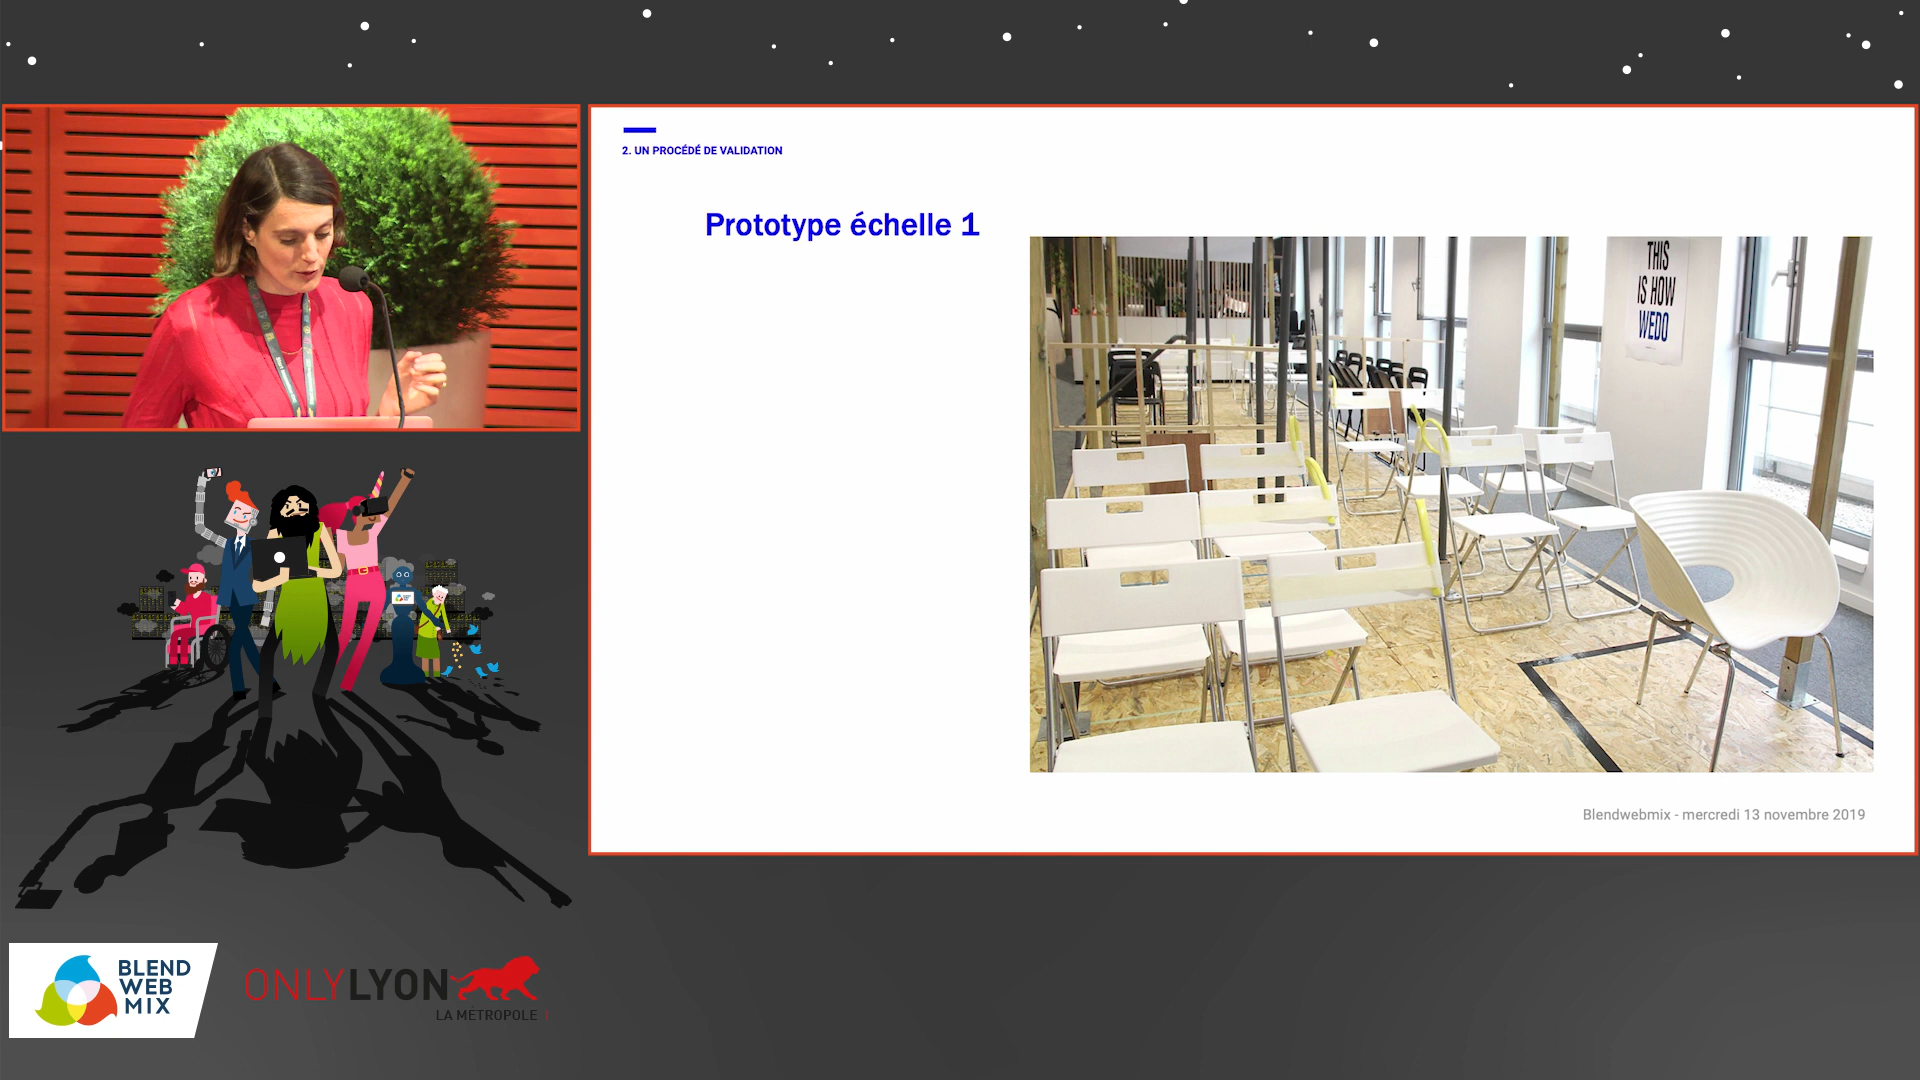 2. UN PROCÉDÉ DE VALIDATION
Prototype échelle 1
THIS
IS HOW
WEDO
Blendwebmix - mercredi 13 novembre 2019
BLEND
WEB
MIX
ONLYLYON
LA MÉTROPOLE